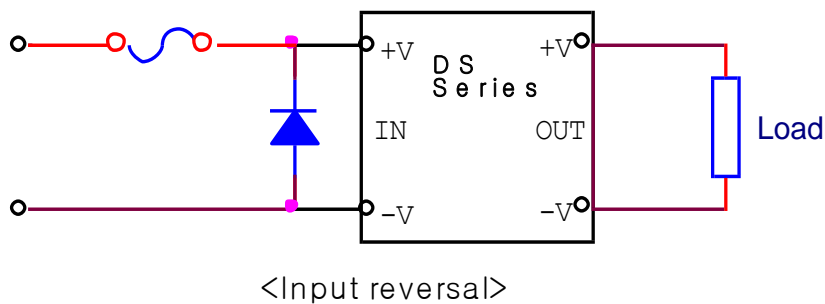 +V
DS
Series
+V
IN
OUT
Load
-V
-V
<Input reversal>